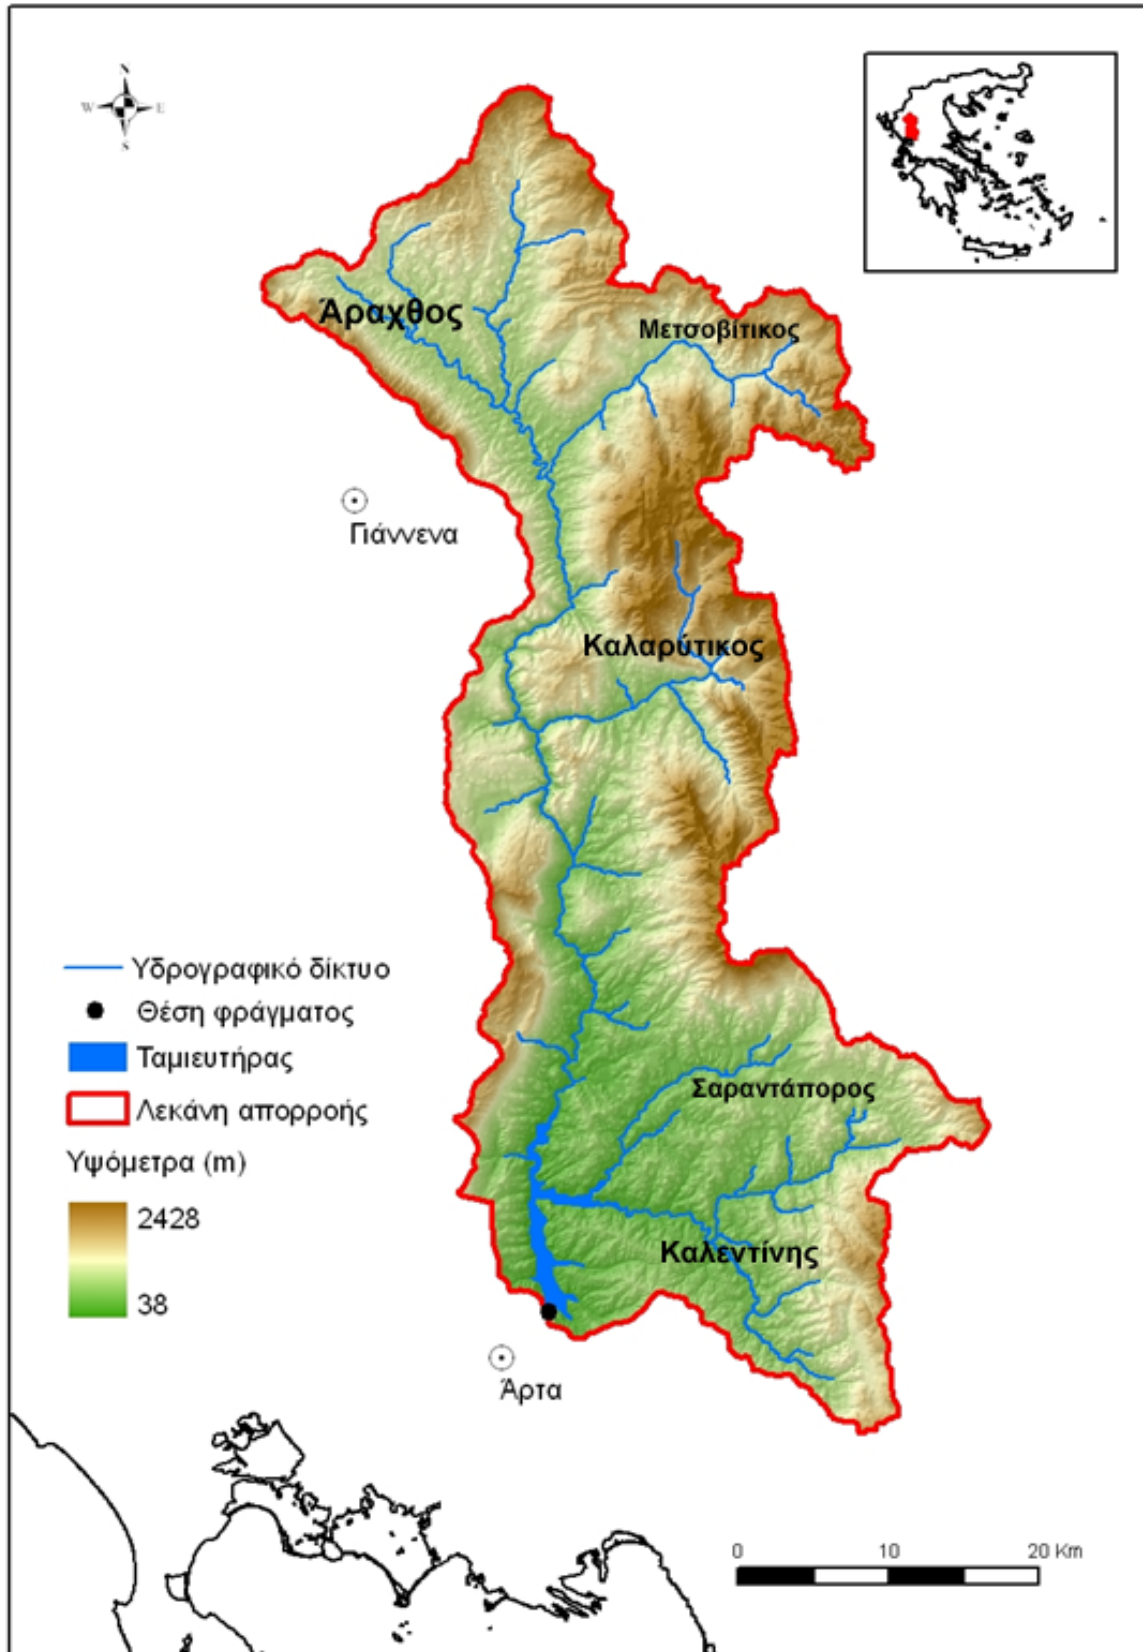 N
W E
S
Άραχθος
Μετσοβίτικος
Γιάννενα
Καλαρύτικος
Υδρογραφικό δίκτυο
Θέση φράγματος
Ταμιευτήρας
Λεκάνη απορροής
Υψόμετρα (m)
2428
38
Σαραντάπορος
Καλεντίνης
Άρτα
0 10 20 Km